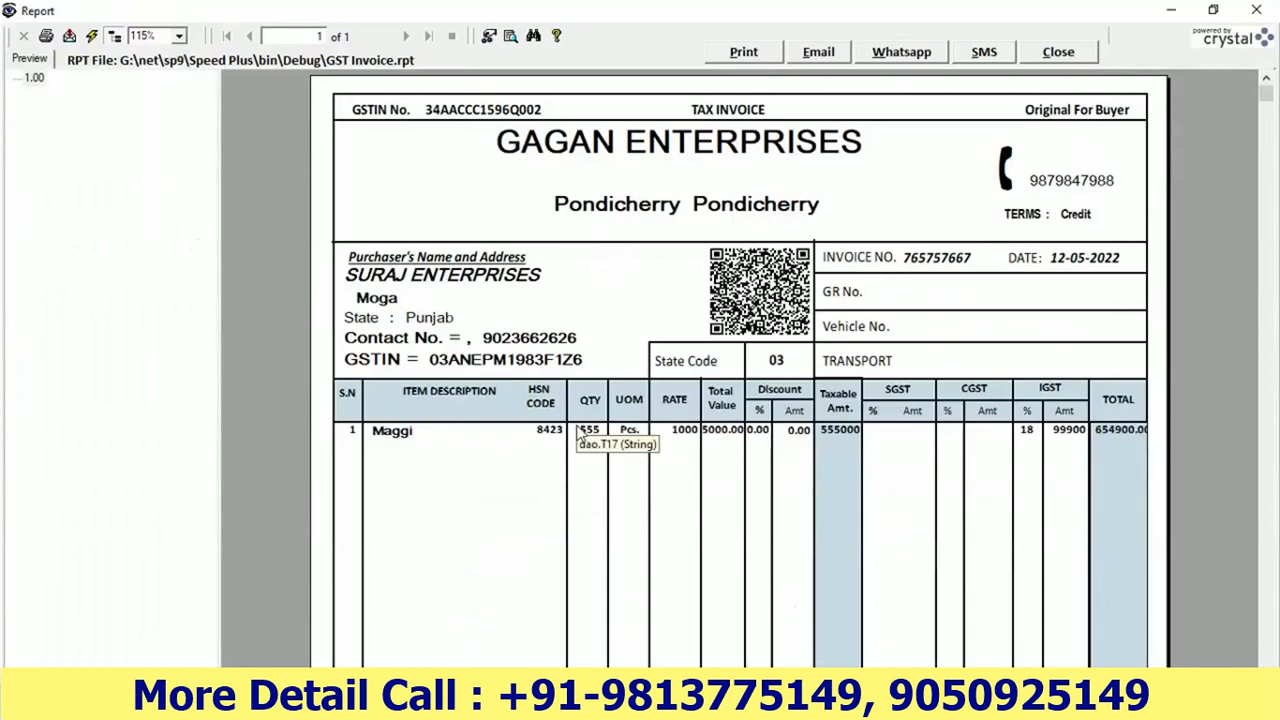 Report
115%
1 of 1
Print Email Whatsapp SMS Close
powered by
crystal
Preview RPT File: G:\net\sp9\Speed Plus\bin\Debug\GST Invoice.rpt
1.00
GSTIN No. 34AACCC1596Q002 TAX INVOICE Original For Buyer
GAGAN ENTERPRISES
9879847988
Pondicherry Pondicherry
TERMS : Credit
Purchaser's Name and Address
SURAJ ENTERPRISES
Moga
State : Punjab
Contact No. = , 9023662626
GSTIN = 03ANEPM1983F1Z6
INVOICE NO. 765757667 DATE: 12-05-2022
GR No.
Vehicle No.
State Code 03 TRANSPORT
S.N ITEM DESCRIPTION HSN CODE QTY UOM RATE Total Value Discount % Amt Taxable Amt. SGST % Amt CGST % Amt IGST % Amt TOTAL
1 Maggi 8423 555 Pcs. 1000 5000.00 0.00 0.00 555000 18 99900 654900.00
dao.T17 (String)
More Detail Call : +91-9813775149, 9050925149